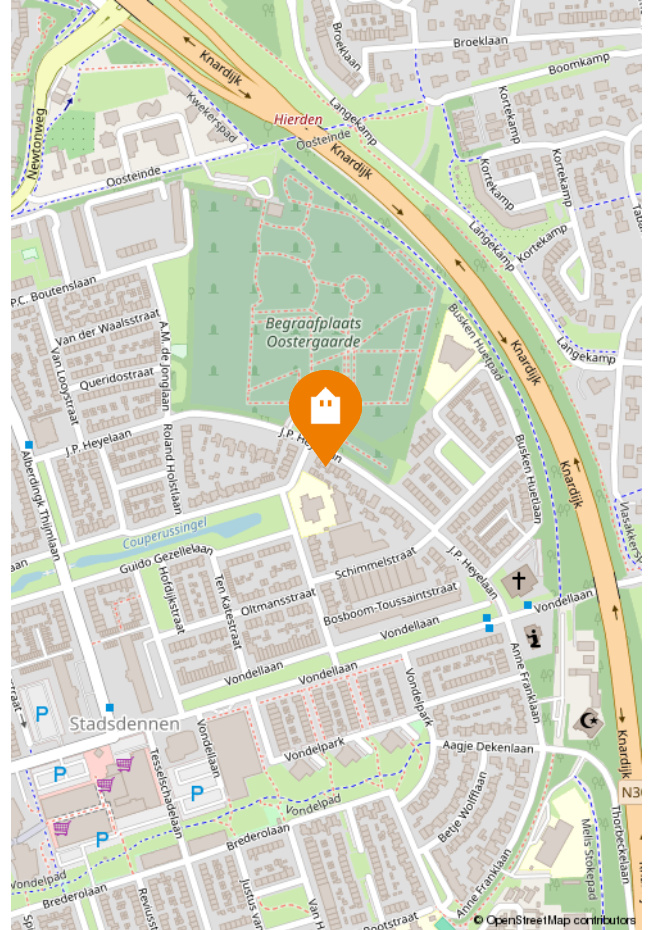 Broeklaan
Broeklaan
Knardijk
Boomkamp
Kortekamp
Kwekerspad
Langekamp
Hierden
Newtonweg
Oosteinde
Knardijk
Oosteinde
Kortekamp
Kortekamp
Langekamp
Kortekamp
P.C. Boutenslaan
Van der Waalsstraat
A.M. de Jonglaan
Begraafplaats
Oostergaarde
Busken Huetpad
Knardijk
Langekamp
Van Looystraat
Queridostraat
J.P. Heyelaan
Roland Holstlaan
Alberdingk Thijmlaan
Busken Huetlaan
Knardijk
Couperussingel
Guido Gezellelaan
Hofdijkstraat
Ten Katestraat
Schimmelstraat
J.P. Heyelaan
Oltmansstraat
Bosboom-Toussaintstraat
Vondellaan
Vondellaan
Vondellaan
Vondellaan
Anne Franklaan
P
Stadsdennen
Vondellaan
Vondelpark
Vondelpark
Aagje Dekenlaan
Knardijk
P
P
P
Tesselschadelaan
Vondelpad
Betje Wolfflaan
Thorbeckelaan
Brederolaan
Melis Stokepad
Vondelpad
Brederolaan
Anne Franklaan
© OpenStreetMap contributors